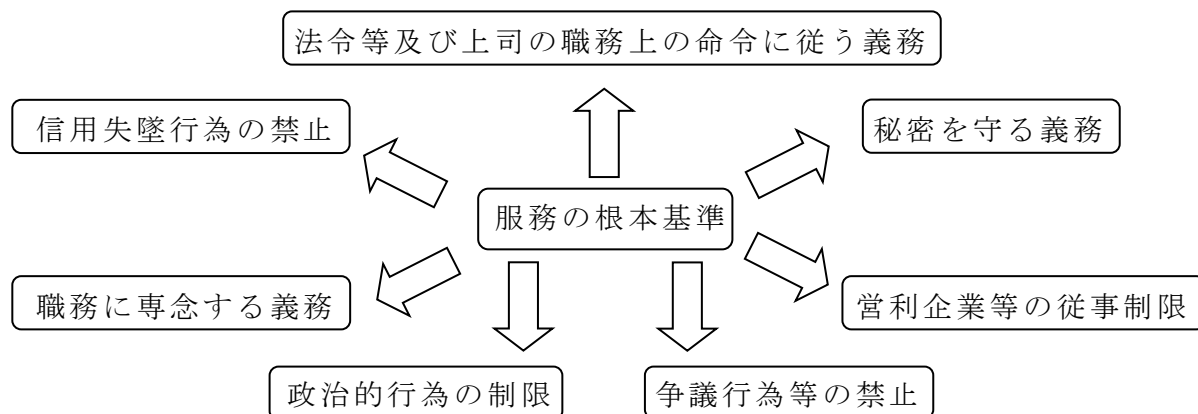 法令等及び上司の職務上の命令に従う義務
信用失墜行為の禁止
秘密を守る義務
服務の根本基準
職務に専念する義務
営利企業等の従事制限
政治的行為の制限
争議行為等の禁止